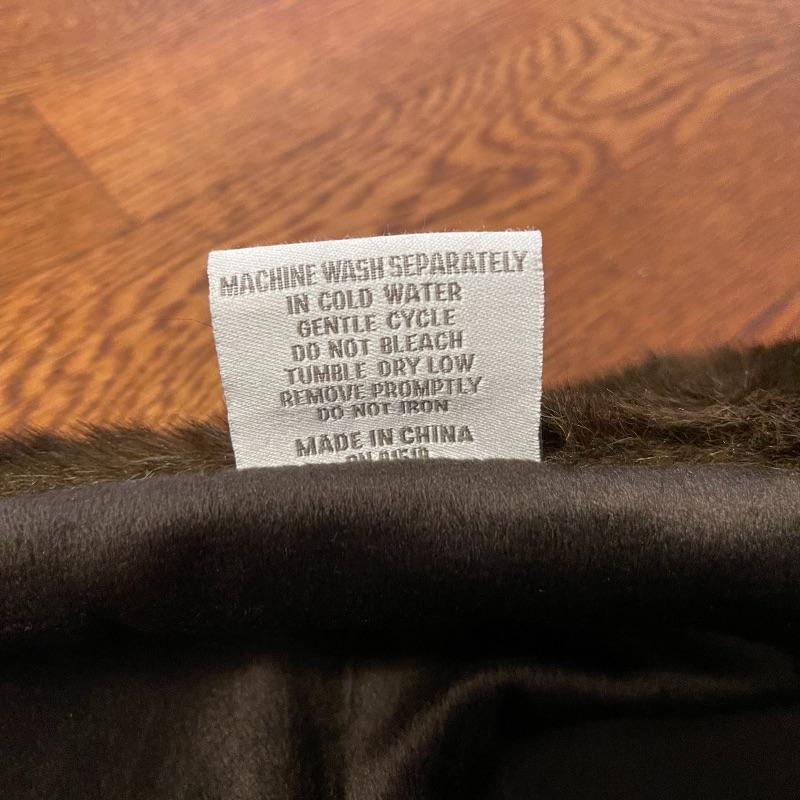 MACHINE WASH SEPARATELY
IN COLD WATER
GENTLE CYCLE
DO NOT BLEACH
TUMBLE DRY LOW
REMOVE PROMPTLY
DO NOT IRON
MADE IN CHINA